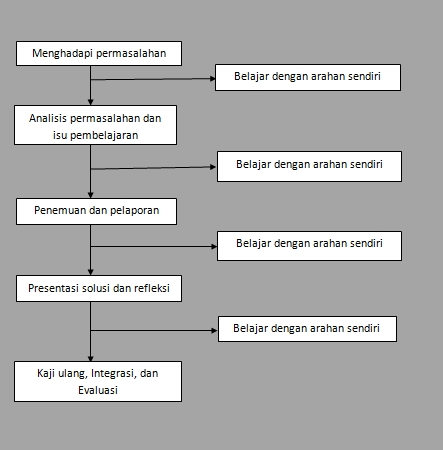 Menghadapi permasalahan
Belajar dengan arahan sendiri
Analisis permasalahan dan
isu pembelajaran
Belajar dengan arahan sendiri
Penemuan dan pelaporan
Belajar dengan arahan sendiri
Presentasi solusi dan refleksi
Belajar dengan arahan sendiri
Kaji ulang, Integrasi, dan
Evaluasi